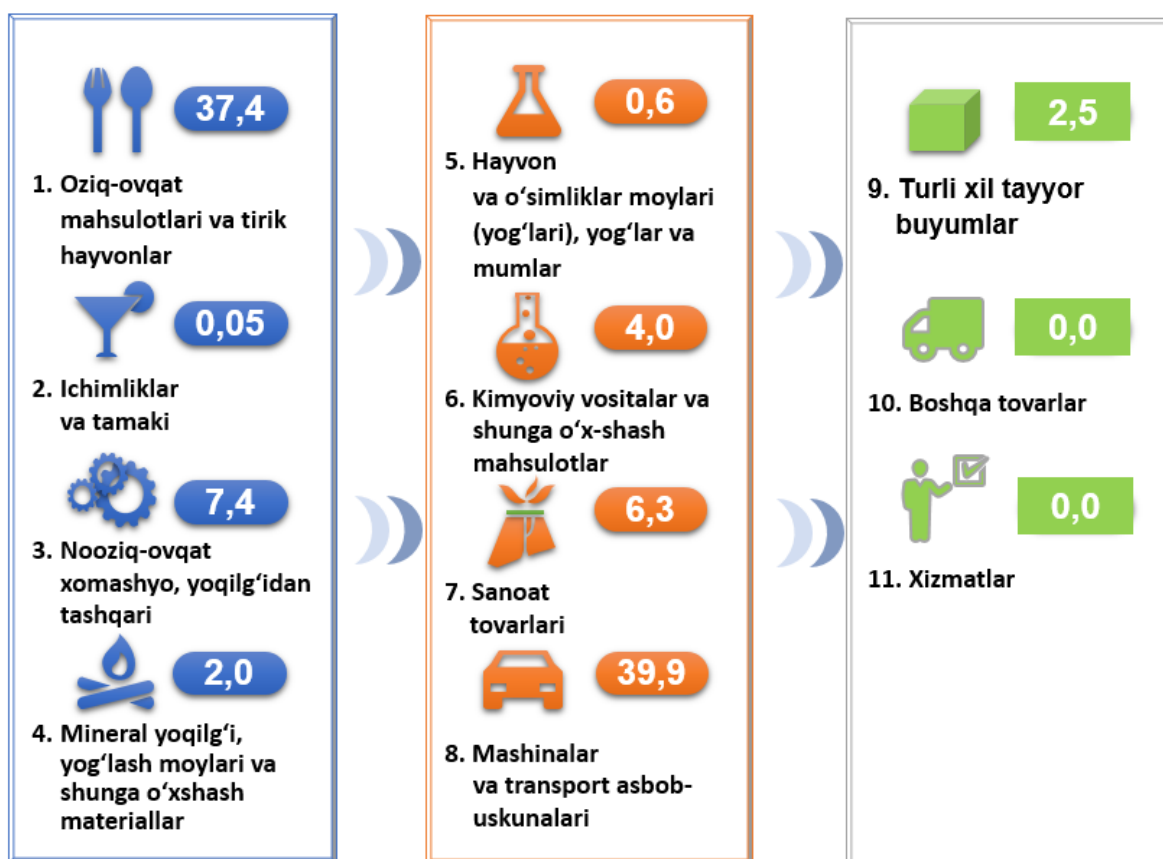 37,4
1. Oziq-ovqat
mahsulotlari va tirik
hayvonlar
0,05
2. Ichimliklar
va tamaki
7,4
3. Nooziq-ovqat
xomashyo, yoqilg‘idan
tashqari
2,0
4. Mineral yoqilg‘i,
yog‘lash moylari va
shunga o‘xshash
materiallar
0,6
5. Hayvon
va o‘simliklar moylari
(yog‘lari), yog‘lar va
mumlar
4,0
6. Kimyoviy vositalar va
shunga o‘x-shash
mahsulotlar
6,3
7. Sanoat
tovarlari
39,9
8. Mashinalar
va transport asbob-
uskunalari
2,5
9. Turli xil tayyor
buyumlar
0,0
10. Boshqa tovarlar
0,0
11. Xizmatlar